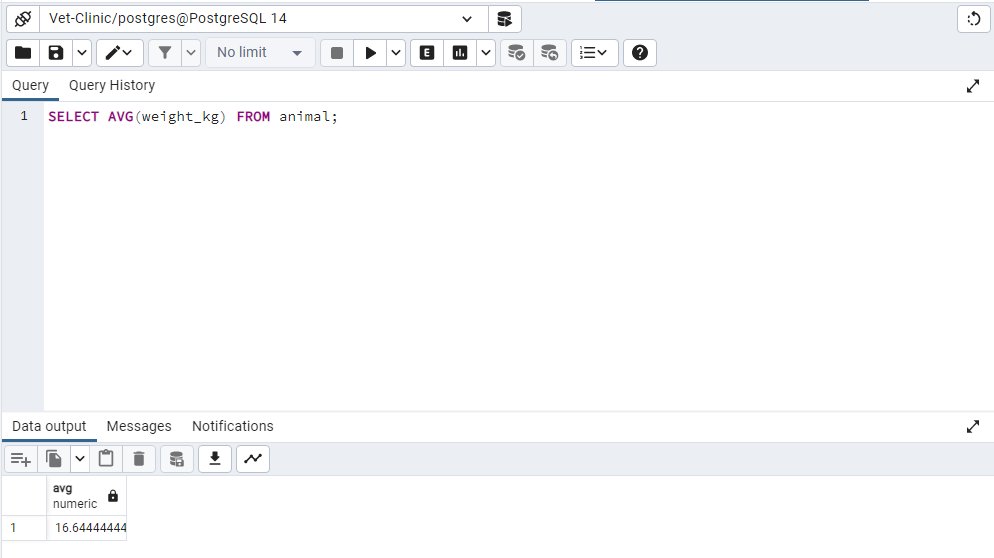 Vet-Clinic/postgres@PostgreSQL 14
No limit
E
Query Query History
1 SELECT AVG(weight_kg) FROM animal;
Data output Messages Notifications
avg
numeric
1 16.64444444